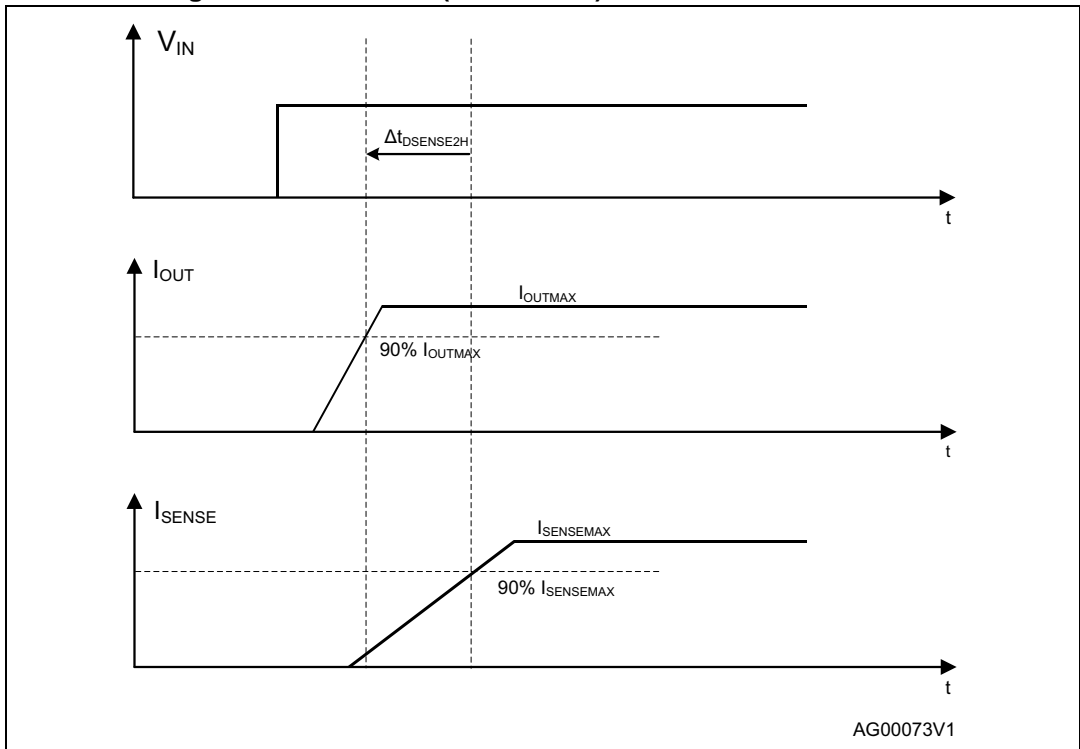 V_IN
Δt_DSENSE2H
t
I_OUT
I_OUTMAX
90% I_OUTMAX
t
I_SENSE
I_SENSEMAX
90% I_SENSEMAX
t
AG00073V1